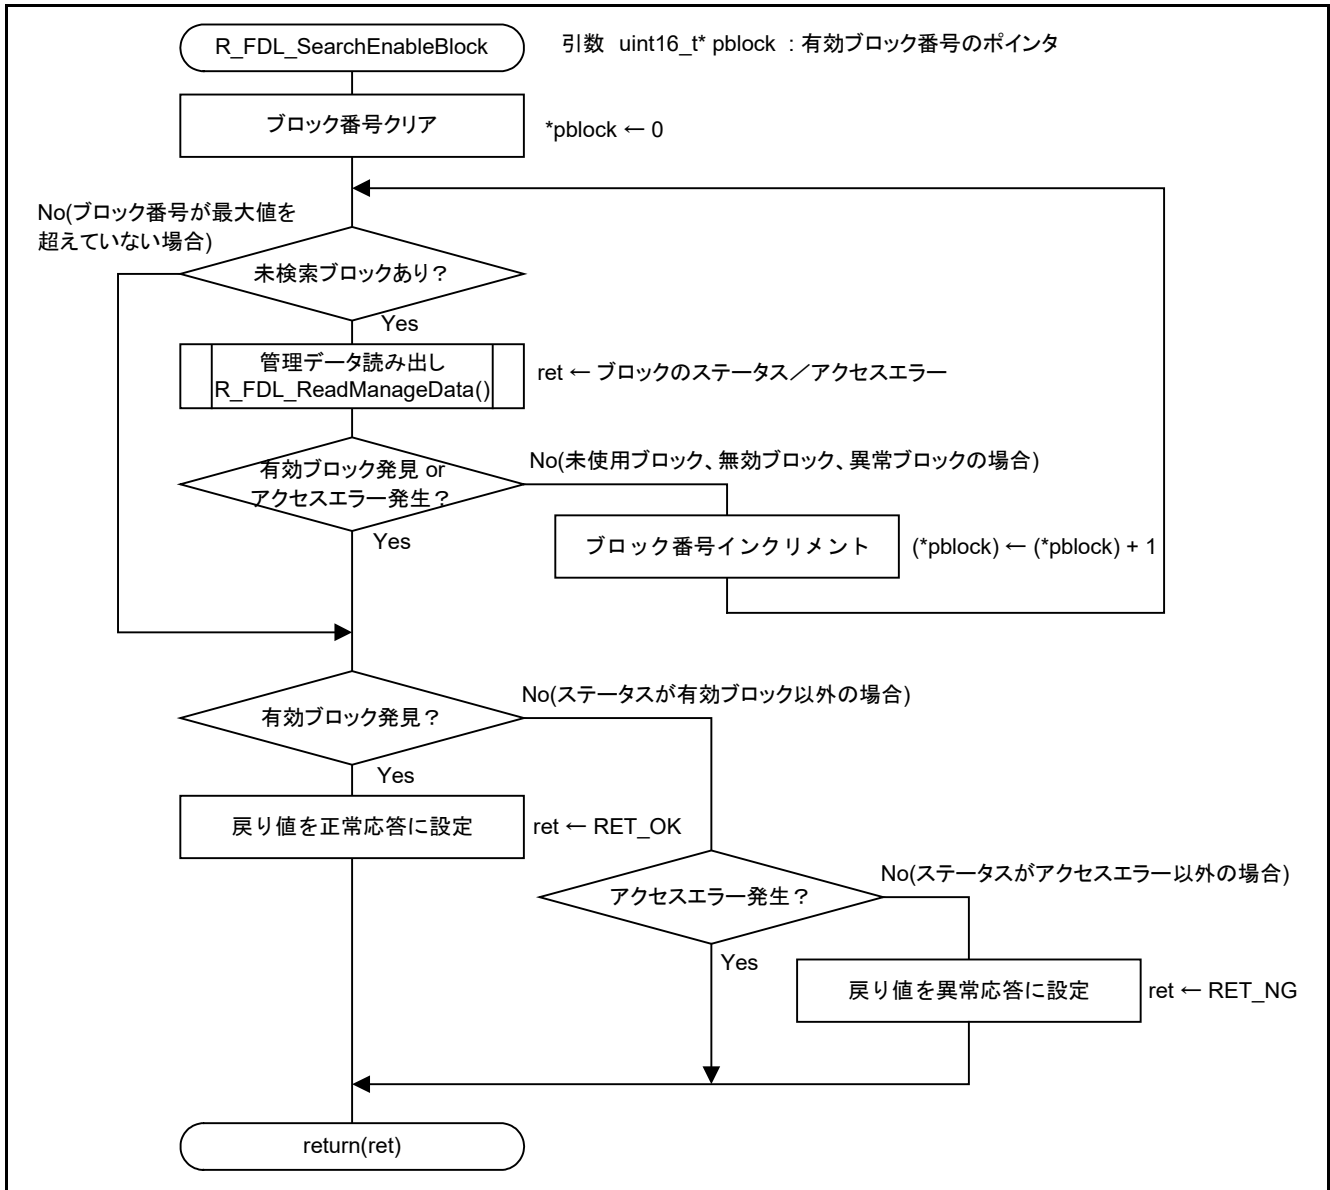 R_FDL_SearchEnableBlock
引数 uint16_t* pblock : 有効ブロック番号のポインタ
ブロック番号クリア
*pblock ← 0
No(ブロック番号が最大値を
超えていない場合)
未検索ブロックあり？
Yes
管理データ読み出し
R_FDL_ReadManageData()
ret ← ブロックのステータス／アクセスエラー
有効ブロック発見 or
アクセスエラー発生？
No(未使用ブロック、無効ブロック、異常ブロックの場合)
Yes
ブロック番号インクリメント
(*pblock) ← (*pblock) + 1
有効ブロック発見？
No(ステータスが有効ブロック以外の場合)
Yes
戻り値を正常応答に設定
ret ← RET_OK
アクセスエラー発生？
No(ステータスがアクセスエラー以外の場合)
Yes
戻り値を異常応答に設定
ret ← RET_NG
return(ret)